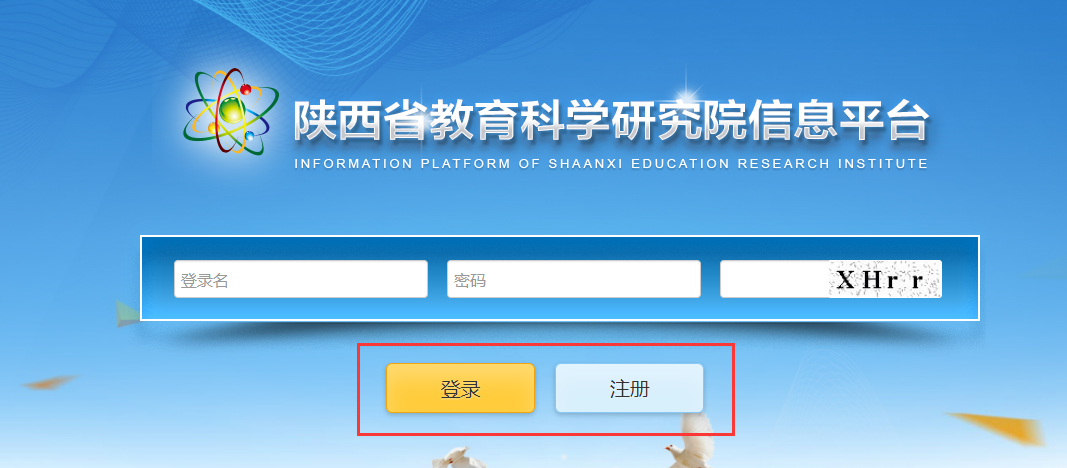 陕西省教育科学研究院信息平台
INFORMATION PLATFORM OF SHAANXI EDUCATION RESEARCH INSTITUTE
登录名 密码 XHr r
登录 注册